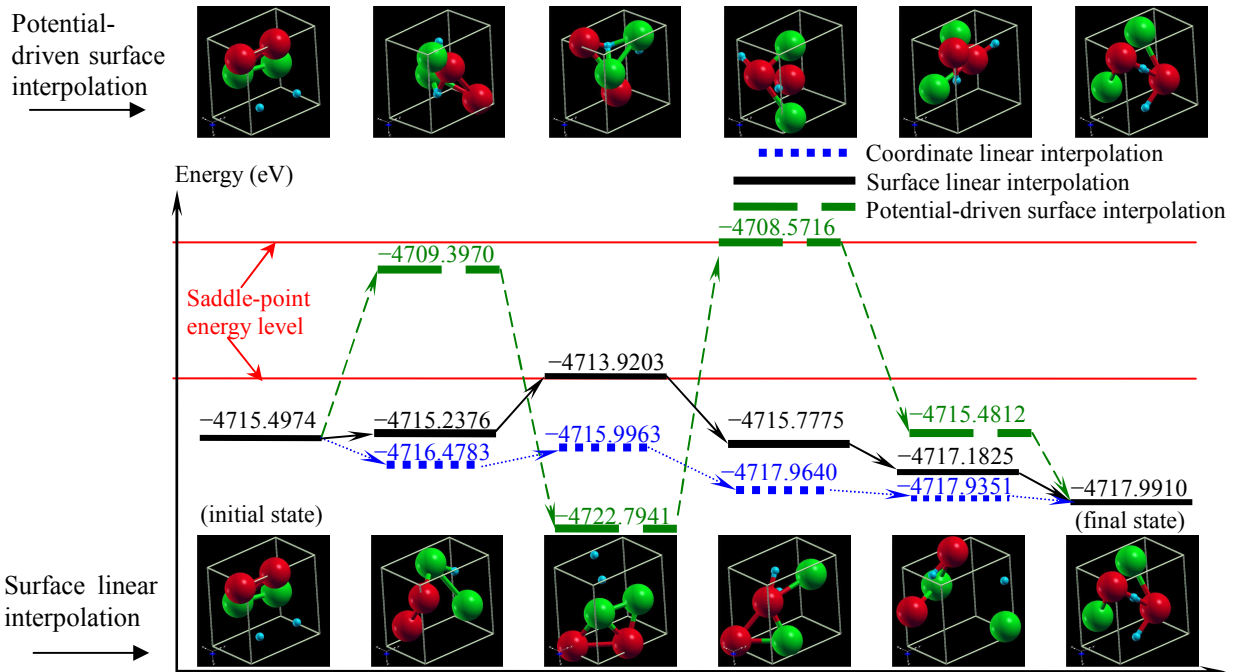 Potential-
driven surface
interpolation
Coordinate linear interpolation
Energy (eV)
Surface linear interpolation
Potential-driven surface interpolation
−4708.5716
−4709.3970
Saddle-point
energy level
−4713.9203
−4715.4974
−4715.2376
−4715.9963
−4715.7775
−4715.4812
−4716.4783
−4717.9640
−4717.1825
−4717.9351
−4717.9910
(initial state)
−4722.7941
(final state)
Surface linear
interpolation